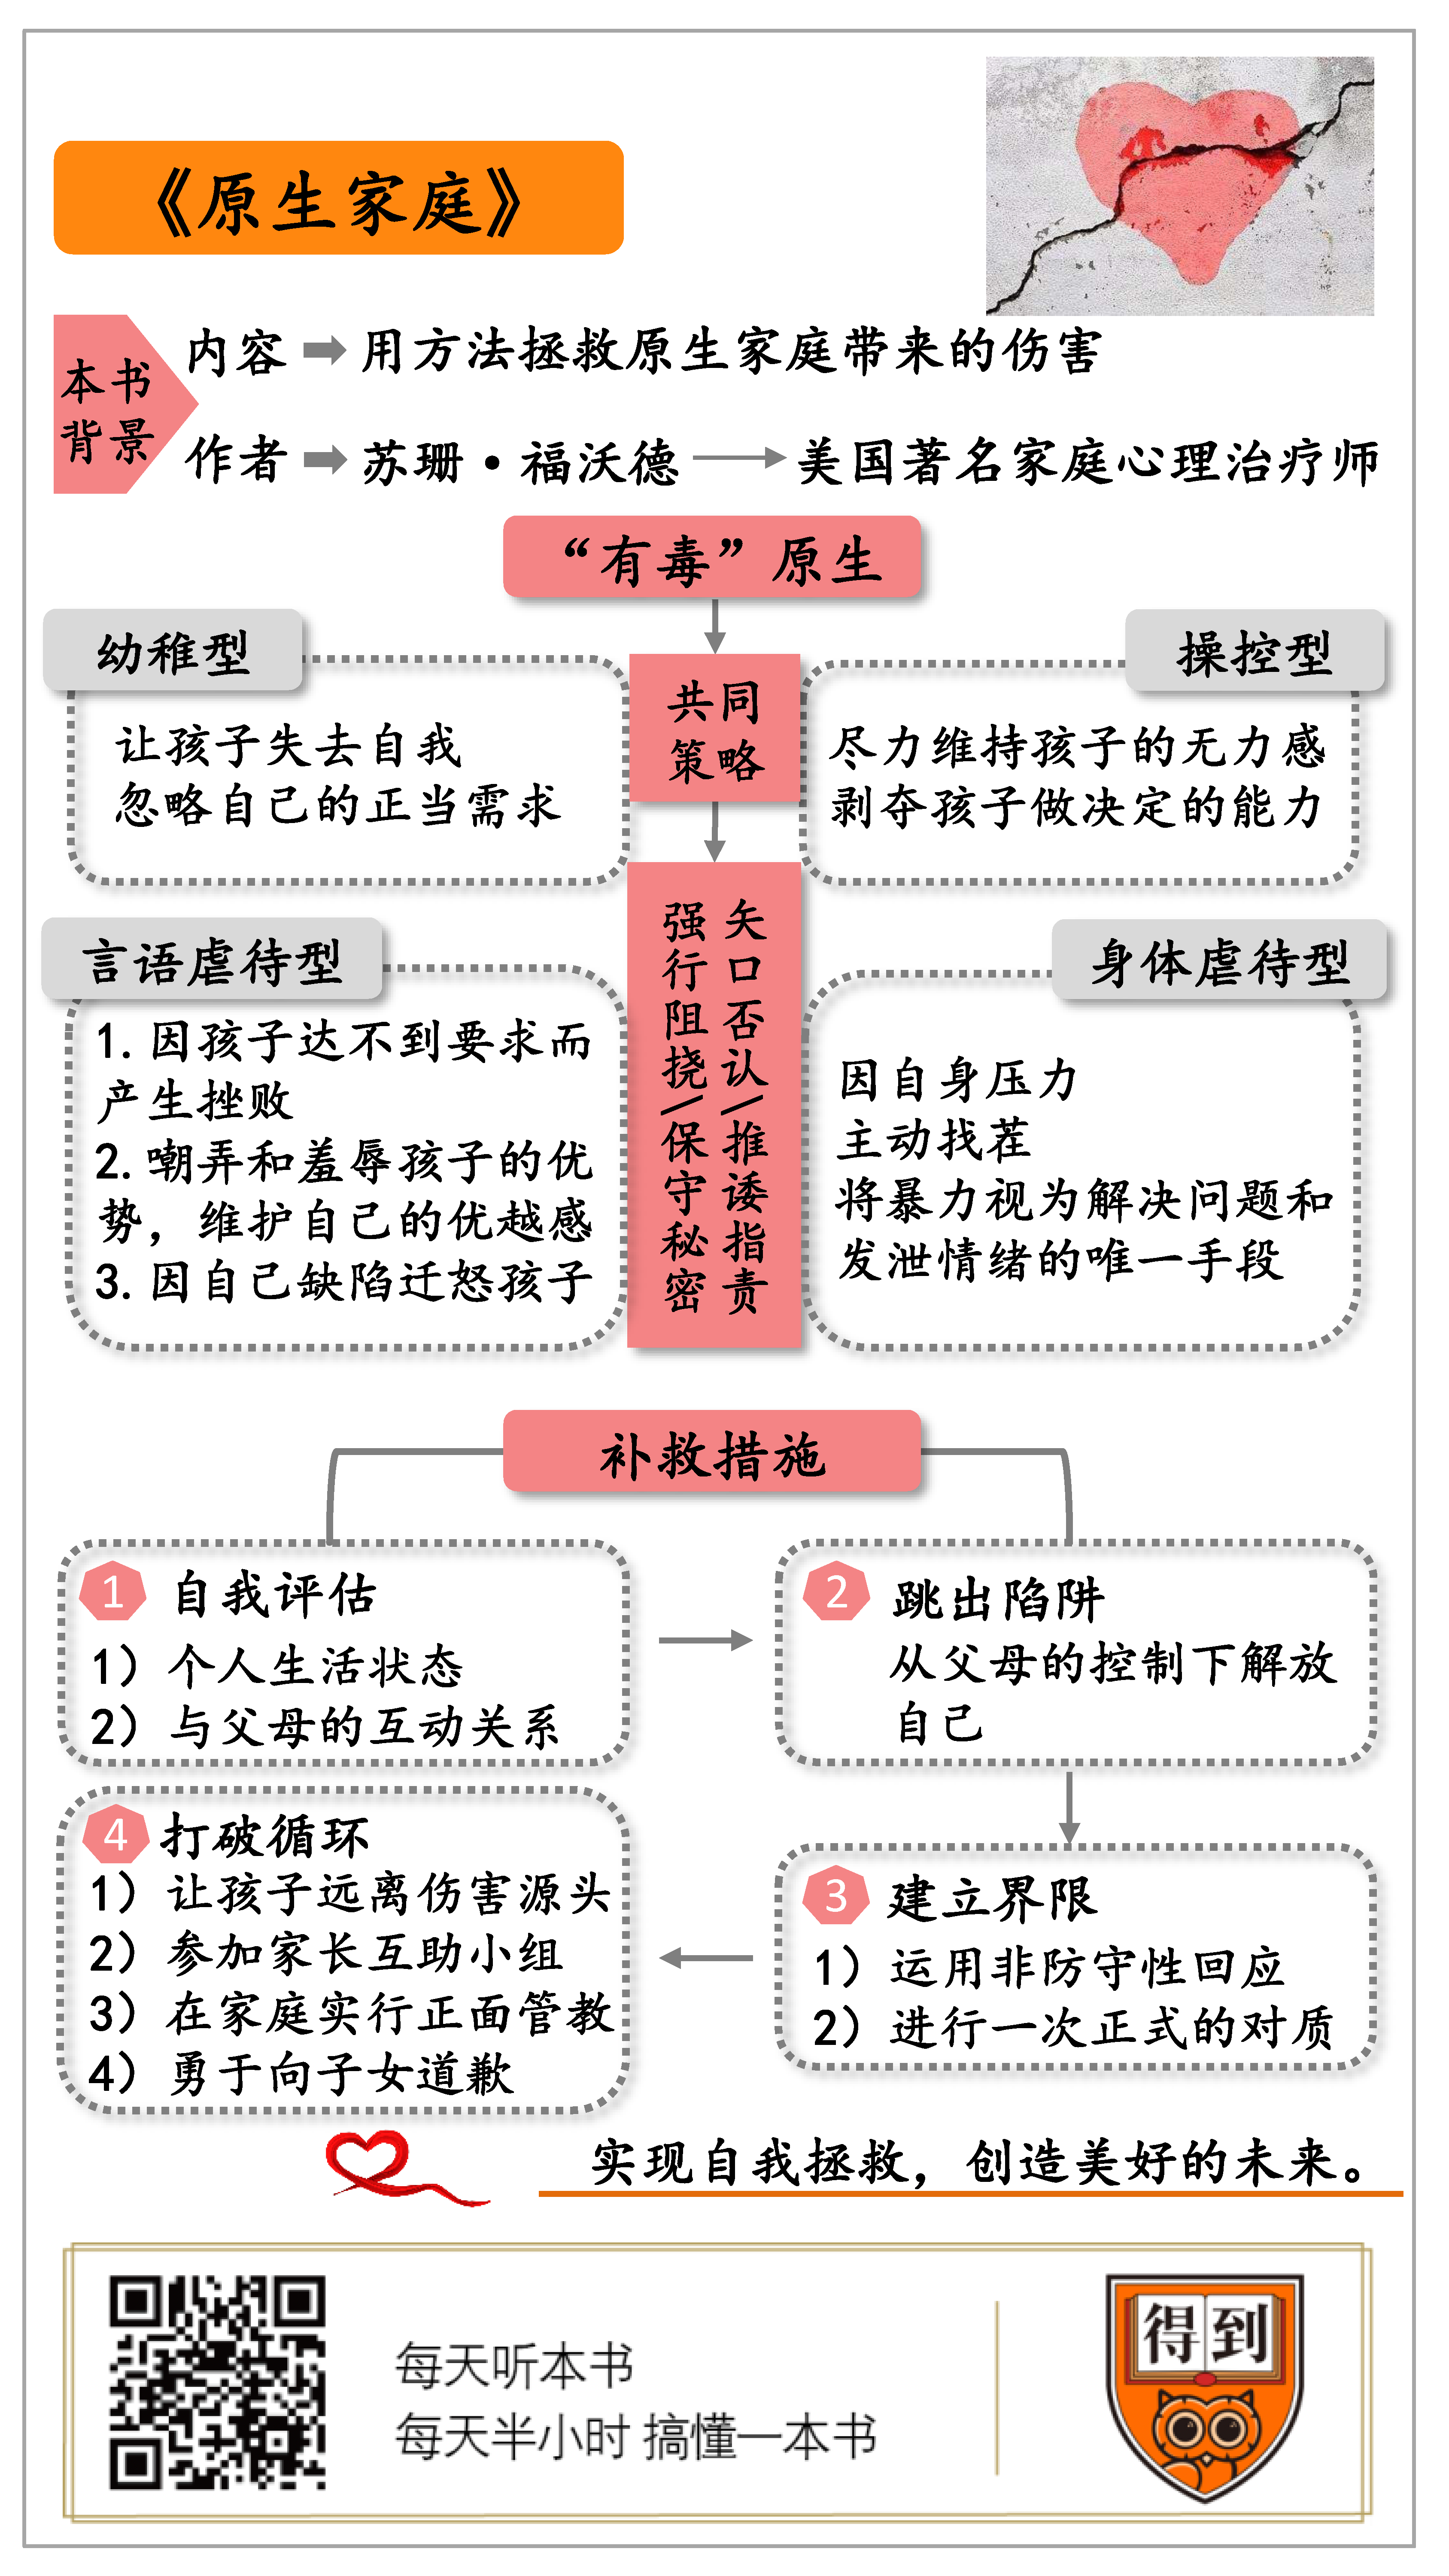 《原生家庭》
本书
背景
内容
用方法拯救原生家庭带来的伤害
作者
苏珊·福沃德
美国著名家庭心理治疗师
“有毒”原生
共同
策略
矢口否认/推诿指责
强行阻挠/保守秘密
幼稚型
让孩子失去自我
忽略自己的正当需求
操控型
尽力维持孩子的无力感
剥夺孩子做决定的能力
言语虐待型
1.因孩子达不到要求而
产生挫败
2.嘲弄和羞辱孩子的优
势，维护自己的优越感
3.因自己缺陷迁怒孩子
身体虐待型
因自身压力
主动找茬
将暴力视为解决问题和
发泄情绪的唯一手段
补救措施
1 自我评估
1）个人生活状态
2）与父母的互动关系
2 跳出陷阱
从父母的控制下解放
自己
3 建立界限
1）运用非防守性回应
2）进行一次正式的对质
4 打破循环
1）让孩子远离伤害源头
2）参加家长互助小组
3）在家庭实行正面管教
4）勇于向子女道歉
实现自我拯救，创造美好的未来。
每天听本书
每天半小时 搞懂一本书
得到